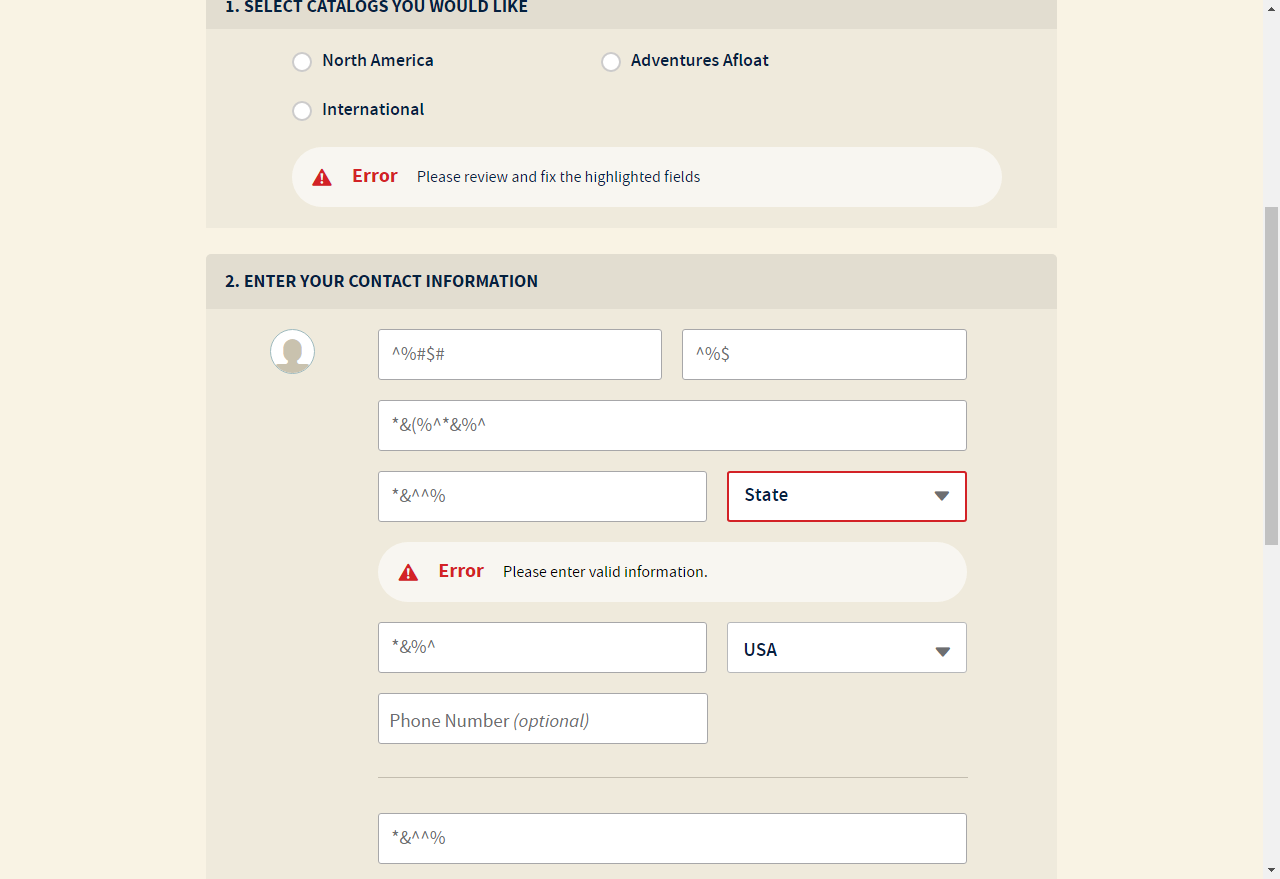 1. SELECT CATALOGS YOU WOULD LIKE
North America
Adventures Afloat
International
Error Please review and fix the highlighted fields
2. ENTER YOUR CONTACT INFORMATION
^%#$#
^%$
*&(%^*&%^
*&^^%
State
Error Please enter valid information.
*&%^
USA
Phone Number (optional)
*&^^%